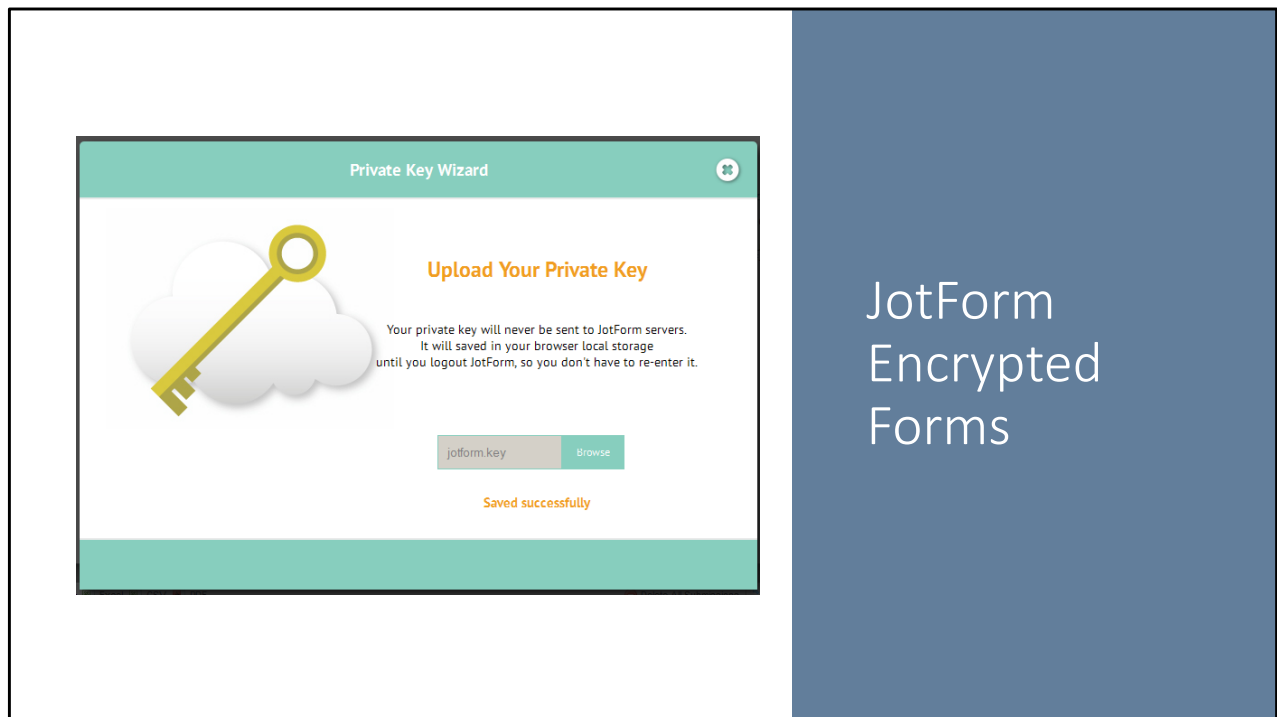 Private Key Wizard
Upload Your Private Key
Your private key will never be sent to JotForm servers.
It will saved in your browser local storage
until you logout JotForm, so you don't have to re-enter it.
jotform.key
Browse
Saved successfully
JotForm
Encrypted
Forms